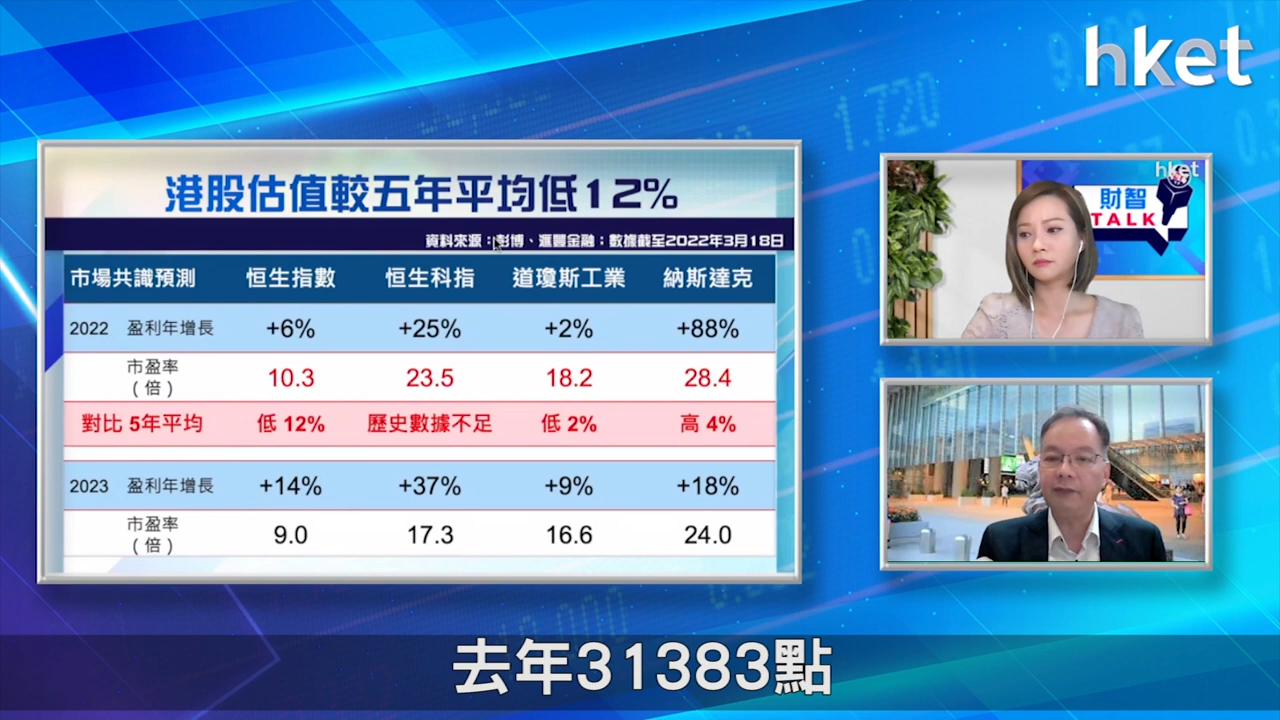 hket
港股估值較五年平均低12%
資料來源：彭博、滙豐金融；數據截至2022年3月18日
市場共識預測 恒生指數 恒生科指 道瓊斯工業 納斯達克
2022 盈利年增長 +6% +25% +2% +88%
市盈率
（倍） 10.3 23.5 18.2 28.4
對比 5年平均 低 12% 歷史數據不足 低 2% 高 4%
2023 盈利年增長 +14% +37% +9% +18%
市盈率
（倍） 9.0 17.3 16.6 24.0
hket
財智
TALK
1.720
去年31383點